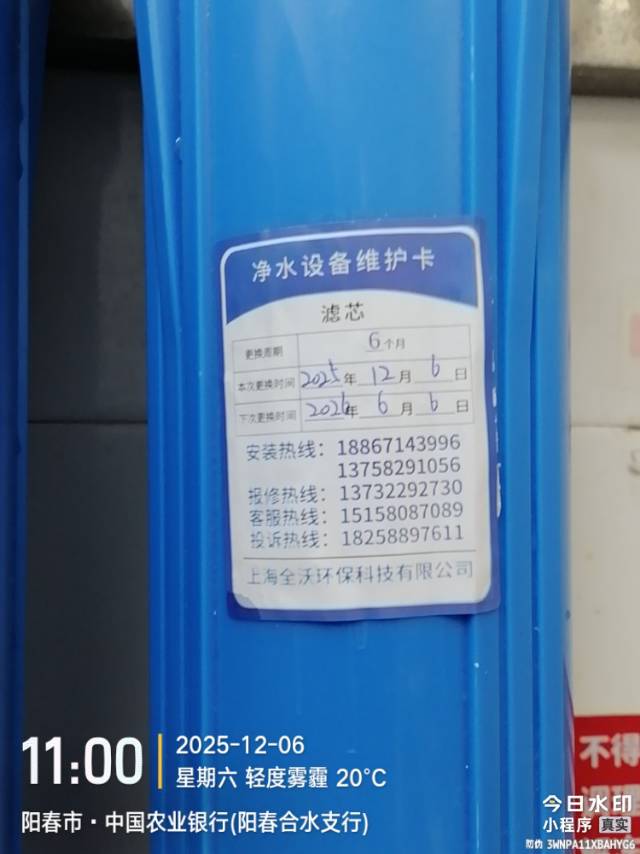 净水设备维护卡
滤芯
更换周期 6个月
本次更换时间 2025年 12月 6日
下次更换时间 2026年 6月 6日
安装热线：18867143996
13758291056
报修热线：13732292730
客服热线：15158087089
投诉热线：18258897611
上海全沃环保科技有限公司
不得
11:00
2025-12-06
星期六 轻度雾霾 20°C
阳春市·中国农业银行(阳春合水支行)
今日水印
小程序 真实
防伪 3WNPA11XBAHYG6